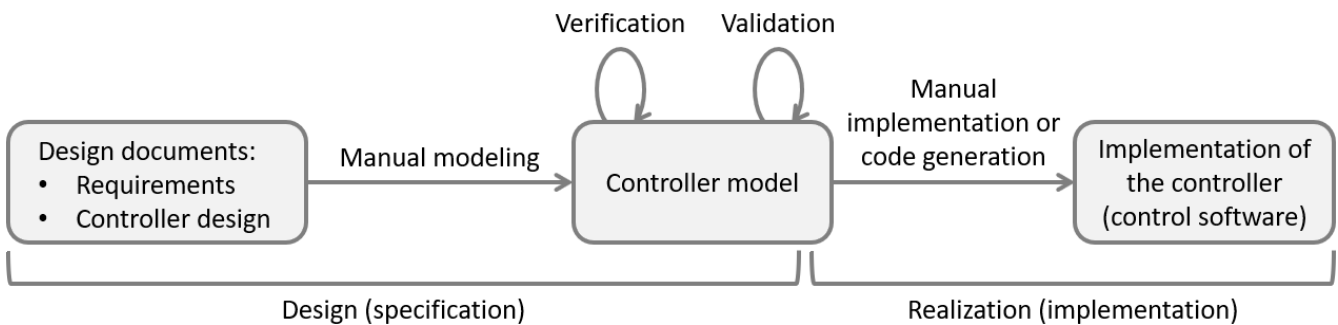 Verification
Validation
Design documents:
• Requirements
• Controller design
Manual modeling
Controller model
Manual
implementation or
code generation
Implementation of
the controller
(control software)
Design (specification)
Realization (implementation)